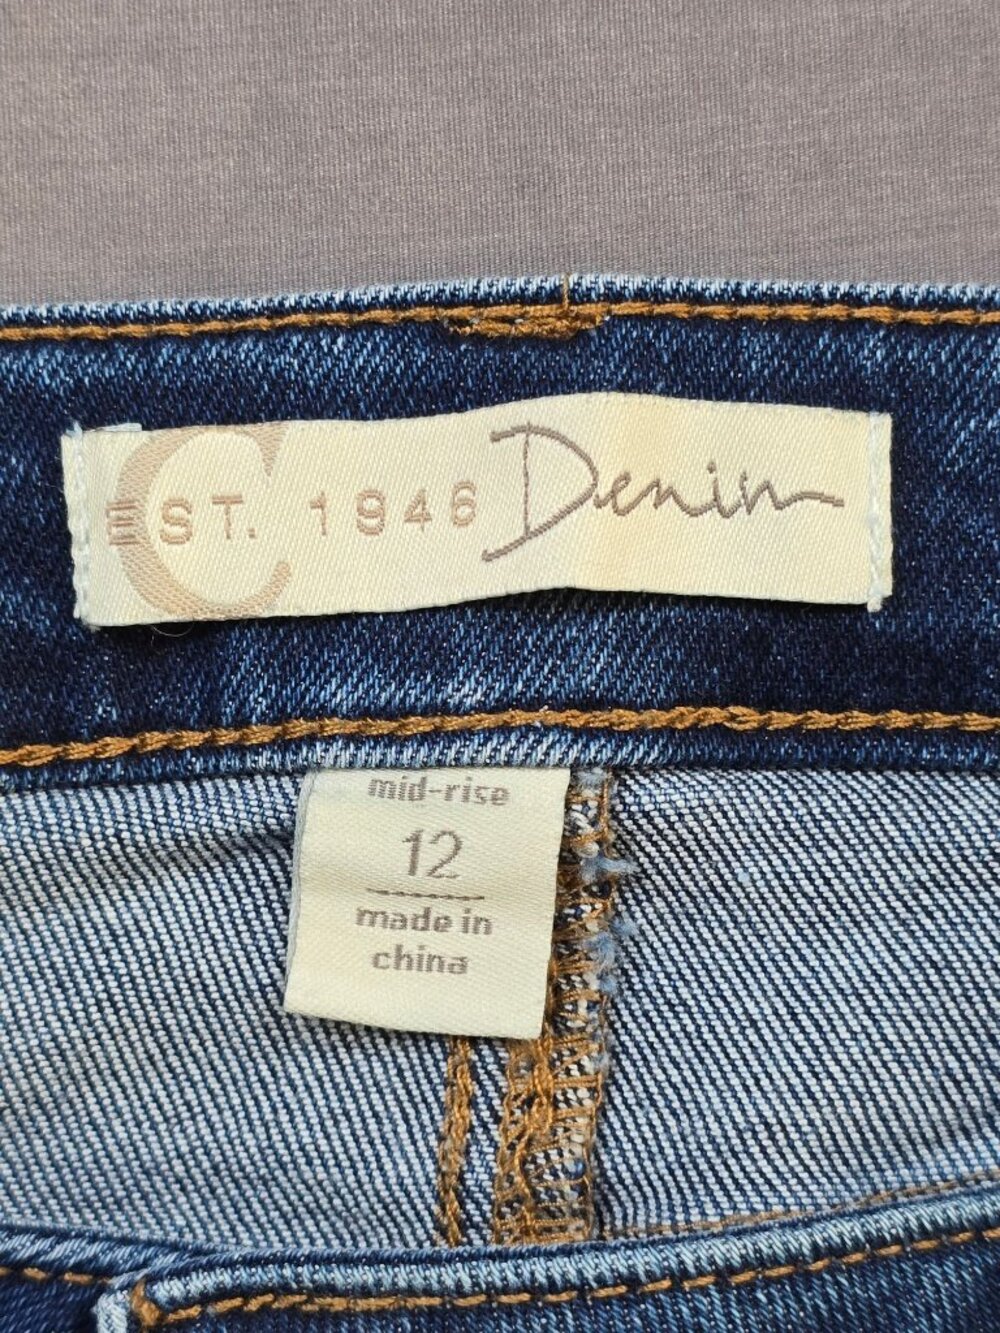 C
EST. 1946 Denim
mid-rise
12
made in
china